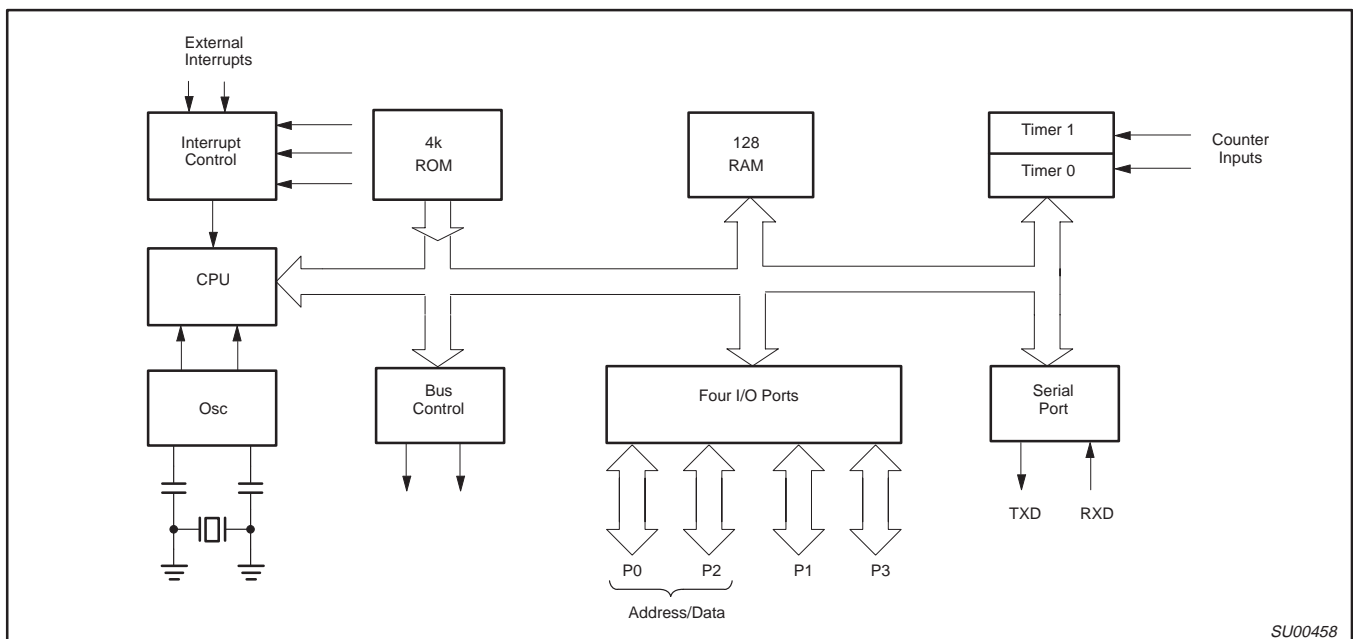 External
Interrupts
Interrupt
Control
4k
ROM
128
RAM
Timer 1
Timer 0
Counter
Inputs
CPU
Osc
Bus
Control
Four I/O Ports
Serial
Port
TXD
RXD
P0
P2
P1
P3
Address/Data
SU00458